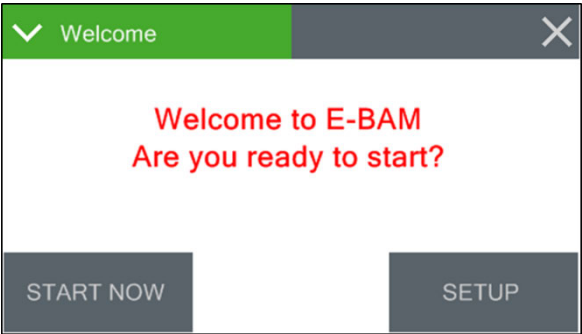 Welcome
Welcome to E-BAM
Are you ready to start?
START NOW
SETUP